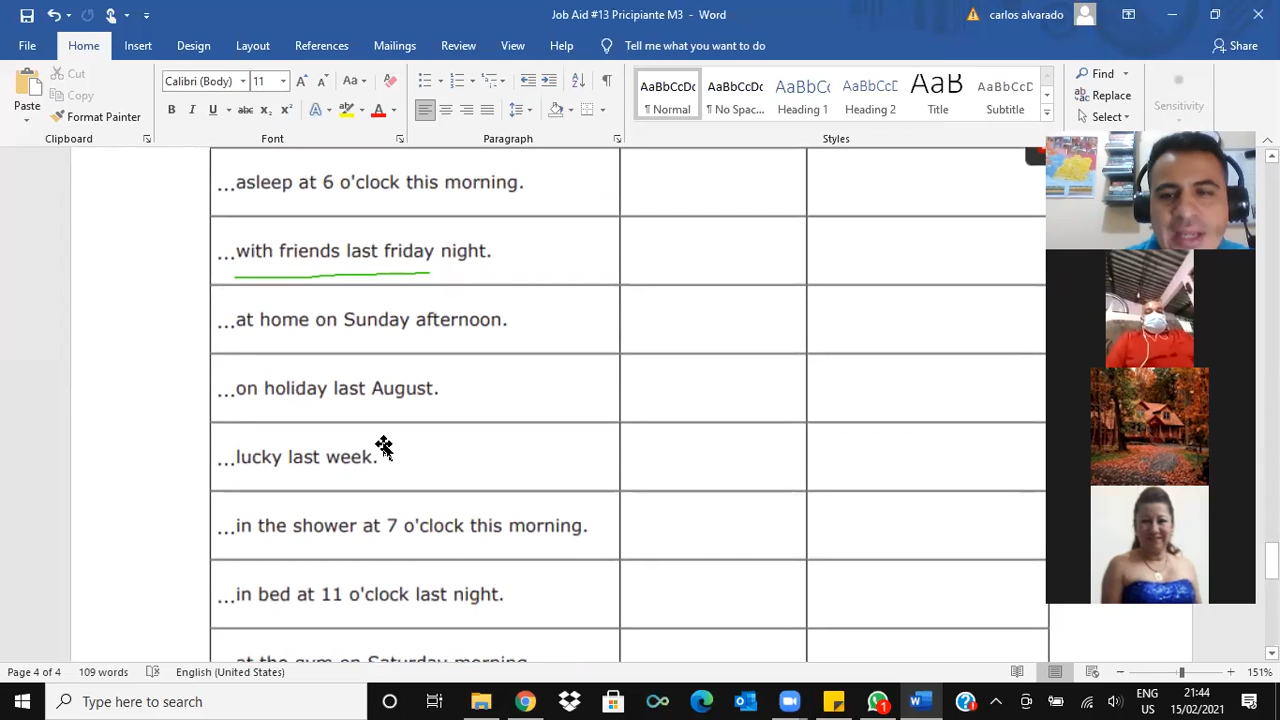 Job Aid #13 Pricipiante M3 - Word
carlos alvarado
File Home Insert Design Layout References Mailings Review View Help Tell me what you want to do Share
Paste
Cut
Copy
Format Painter
Clipboard
Calibri (Body) 11
Font
Paragraph
AaBbCcDc AaBbCcDc AaBbCc AaBbCcD AaB AaBbCcD
¶ Normal ¶ No Spac... Heading 1 Heading 2 Title Subtitle
Styles
Find
Replace
Select
Sensitivity
...asleep at 6 o'clock this morning.
...with friends last friday night.
...at home on Sunday afternoon.
...on holiday last August.
...lucky last week.
...in the shower at 7 o'clock this morning.
...in bed at 11 o'clock last night.
...at the gym on Saturday morning.
Page 4 of 4 109 words English (United States) 151%
Type here to search
ENG
US
21:44
15/02/2021